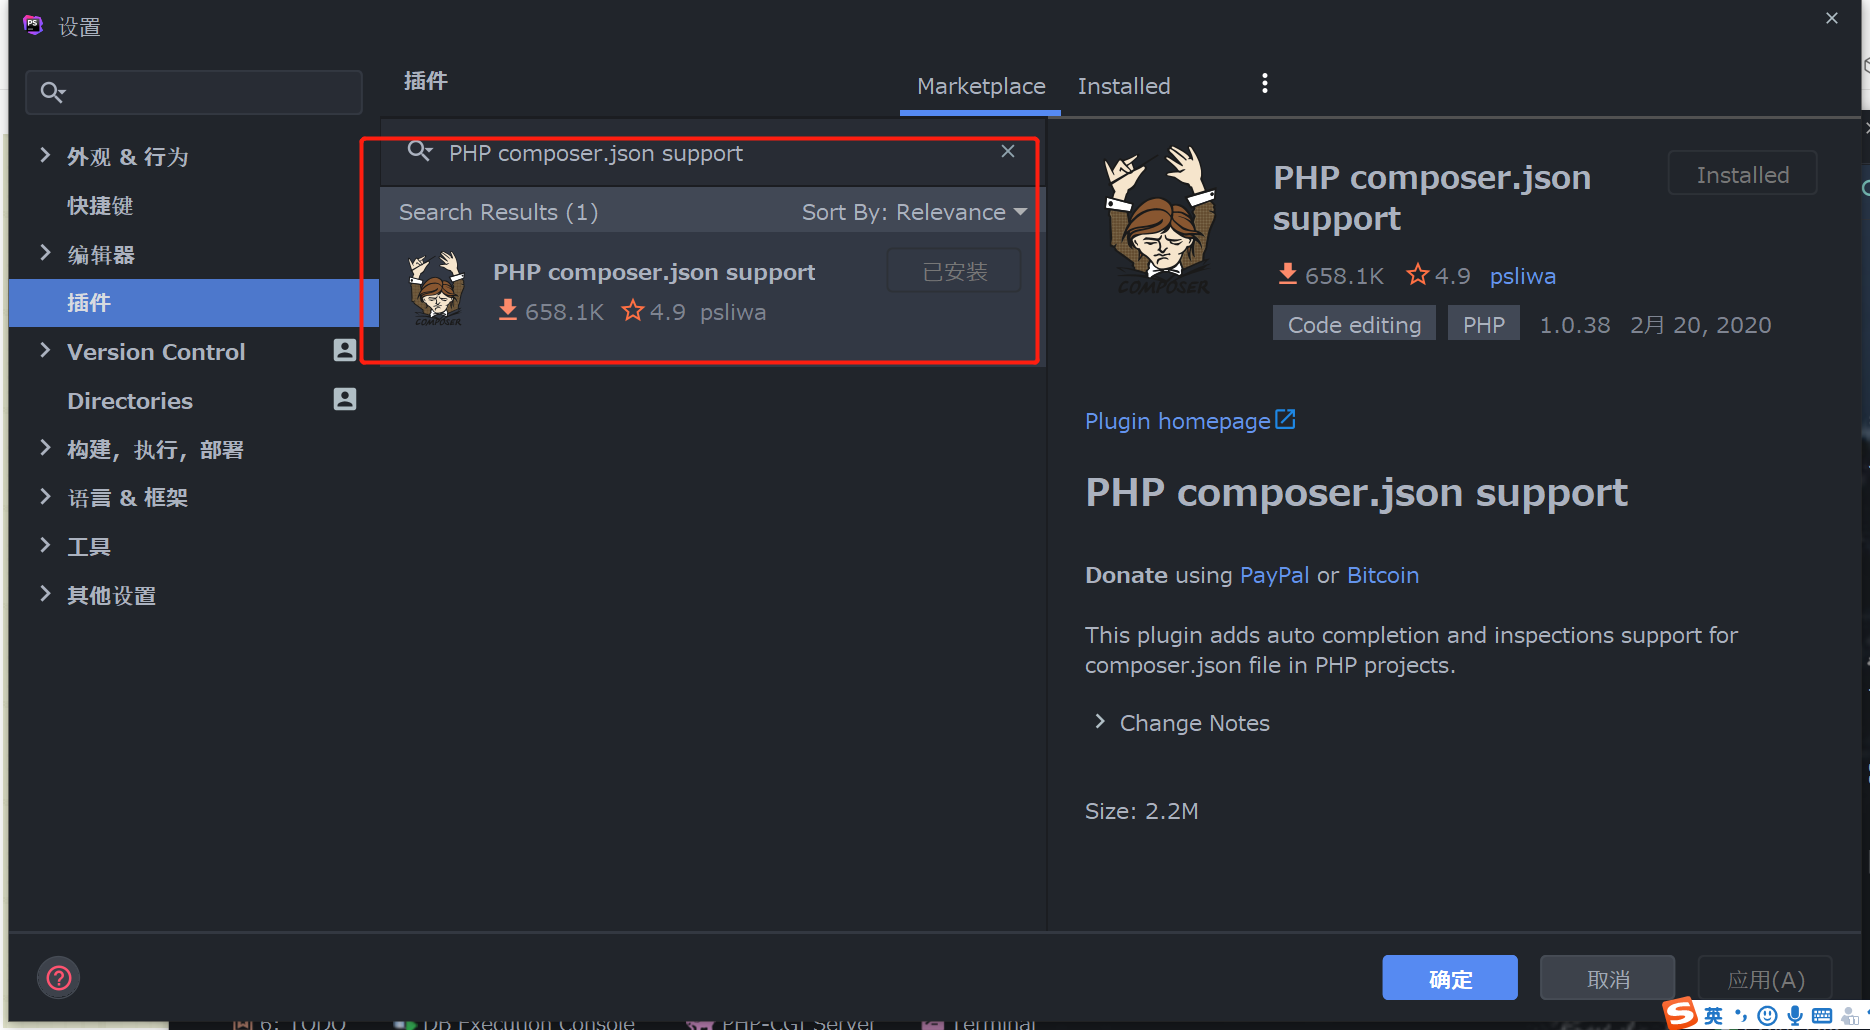 设置
插件
Marketplace
Installed
外观 & 行为
快捷键
编辑器
插件
Version Control
Directories
构建，执行，部署
语言 & 框架
工具
其他设置
PHP composer.json support
Search Results (1)
Sort By: Relevance
PHP composer.json support
已安装
658.1K
4.9
psliwa
COMPOSER
COMPOSER
PHP composer.json
support
Installed
658.1K
4.9
psliwa
Code editing
PHP
1.0.38
2月 20, 2020
Plugin homepage
PHP composer.json support
Donate using PayPal or Bitcoin
This plugin adds auto completion and inspections support for
composer.json file in PHP projects.
Change Notes
Size: 2.2M
确定
取消
应用(A)
6: TODO
DB Execution Console
PHP-CGI Server
Terminal
英